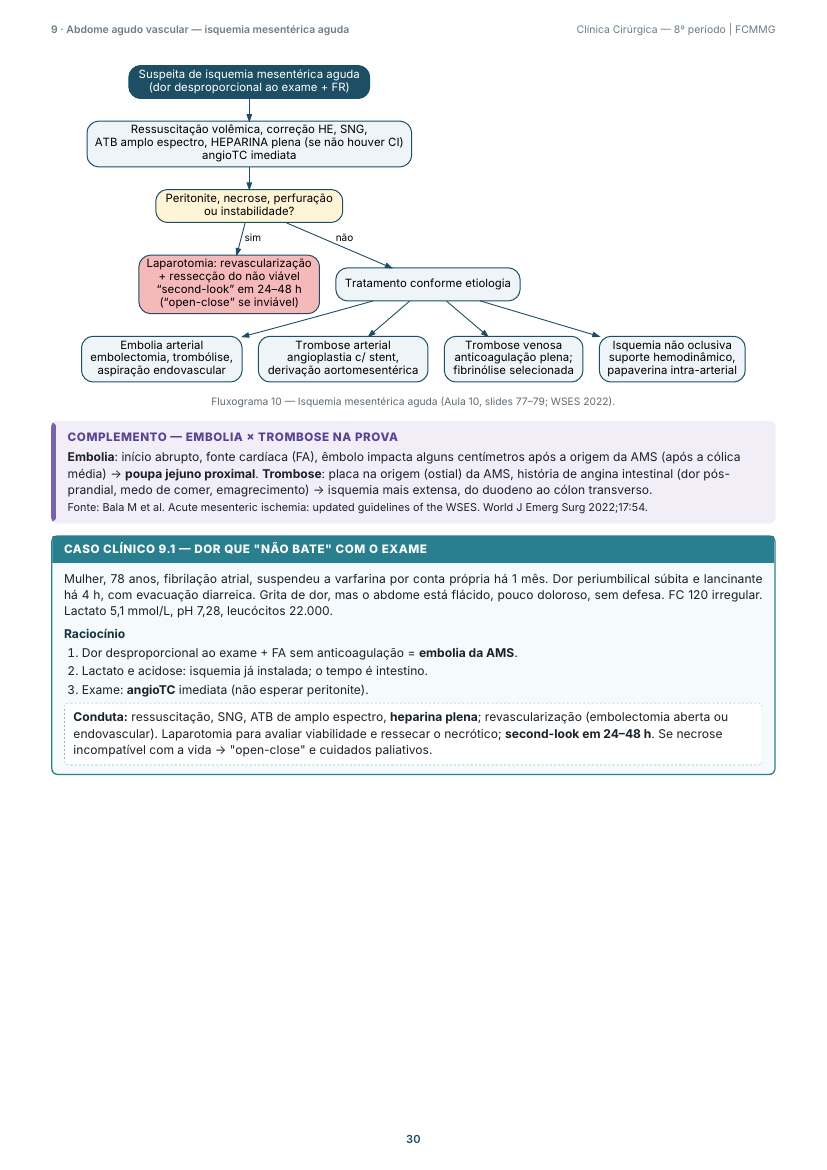 9 · Abdome agudo vascular — isquemia mesentérica aguda
Clínica Cirúrgica — 8º período | FCMMG
Suspeita de isquemia mesentérica aguda
(dor desproporcional ao exame + FR)
Ressuscitação volêmica, correção HE, SNG,
ATB amplo espectro, HEPARINA plena (se não houver CI)
angioTC imediata
Peritonite, necrose, perfuração
ou instabilidade?
sim
não
Laparotomia: revascularização
+ ressecção do não viável
“second-look” em 24–48 h
(“open-close” se inviável)
Tratamento conforme etiologia
Embolia arterial
embolectomia, trombólise,
aspiração endovascular
Trombose arterial
angioplastia c/ stent,
derivação aortomesentérica
Trombose venosa
anticoagulação plena;
fibrinólise selecionada
Isquemia não oclusiva
suporte hemodinâmico,
papaverina intra-arterial
Fluxograma 10 — Isquemia mesentérica aguda (Aula 10, slides 77–79; WSES 2022).
COMPLEMENTO — EMBOLIA × TROMBOSE NA PROVA
Embolia: início abrupto, fonte cardíaca (FA), êmbolo impacta alguns centímetros após a origem da AMS (após a cólica
média) → poupa jejuno proximal. Trombose: placa na origem (ostial) da AMS, história de angina intestinal (dor pós-
prandial, medo de comer, emagrecimento) → isquemia mais extensa, do duodeno ao cólon transverso.
Fonte: Bala M et al. Acute mesenteric ischemia: updated guidelines of the WSES. World J Emerg Surg 2022;17:54.
CASO CLÍNICO 9.1 — DOR QUE "NÃO BATE" COM O EXAME
Mulher, 78 anos, fibrilação atrial, suspendeu a varfarina por conta própria há 1 mês. Dor periumbilical súbita e lancinante
há 4 h, com evacuação diarreica. Grita de dor, mas o abdome está flácido, pouco doloroso, sem defesa. FC 120 irregular.
Lactato 5,1 mmol/L, pH 7,28, leucócitos 22.000.
Raciocínio
1. Dor desproporcional ao exame + FA sem anticoagulação = embolia da AMS.
2. Lactato e acidose: isquemia já instalada; o tempo é intestino.
3. Exame: angioTC imediata (não esperar peritonite).
Conduta: ressuscitação, SNG, ATB de amplo espectro, heparina plena; revascularização (embolectomia aberta ou
endovascular). Laparotomia para avaliar viabilidade e ressecar o necrótico; second-look em 24–48 h. Se necrose
incompatível com a vida → "open-close" e cuidados paliativos.
30